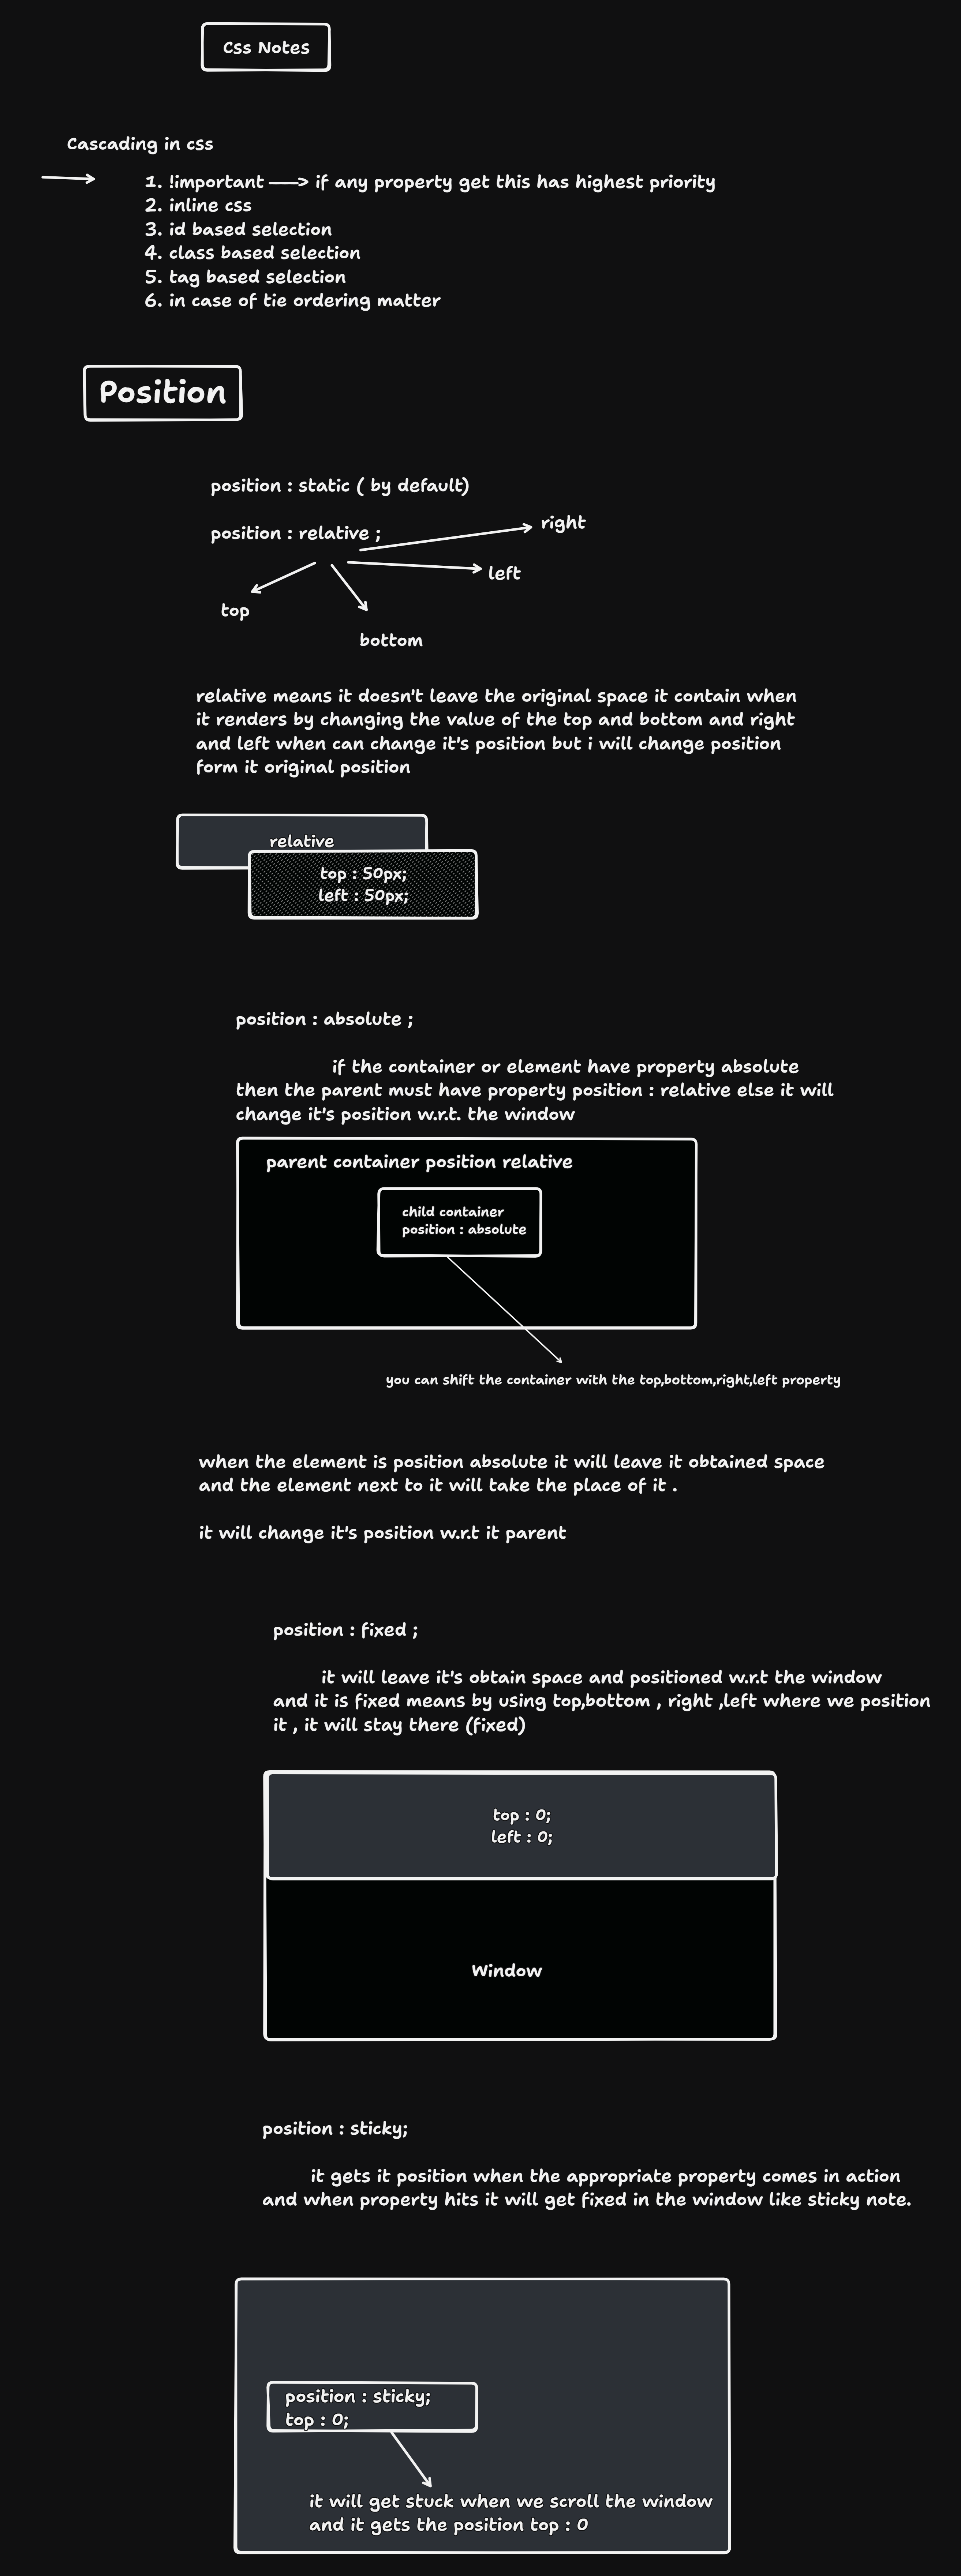 Css Notes
Cascading in css
1. !important ——> if any property get this has highest priority
2. inline css
3. id based selection
4. class based selection
5. tag based selection
6. in case of tie ordering matter
Position
position : static ( by default)
position : relative ;
right
left
top
bottom
relative means it doesn't leave the original space it contain when
it renders by changing the value of the top and bottom and right
and left when can change it's position but i will change position
form it original position
relative
top : 50px;
left : 50px;
position : absolute ;
if the container or element have property absolute
then the parent must have property position : relative else it will
change it's position w.r.t. the window
parent container position relative
child container
position : absolute
you can shift the container with the top,bottom,right,left property
when the element is position absolute it will leave it obtained space
and the element next to it will take the place of it .
it will change it's position w.r.t it parent
position : fixed ;
it will leave it's obtain space and positioned w.r.t the window
and it is fixed means by using top,bottom , right ,left where we position
it , it will stay there (fixed)
top : 0;
left : 0;
Window
position : sticky;
it gets it position when the appropriate property comes in action
and when property hits it will get fixed in the window like sticky note.
position : sticky;
top : 0;
it will get stuck when we scroll the window
and it gets the position top : 0